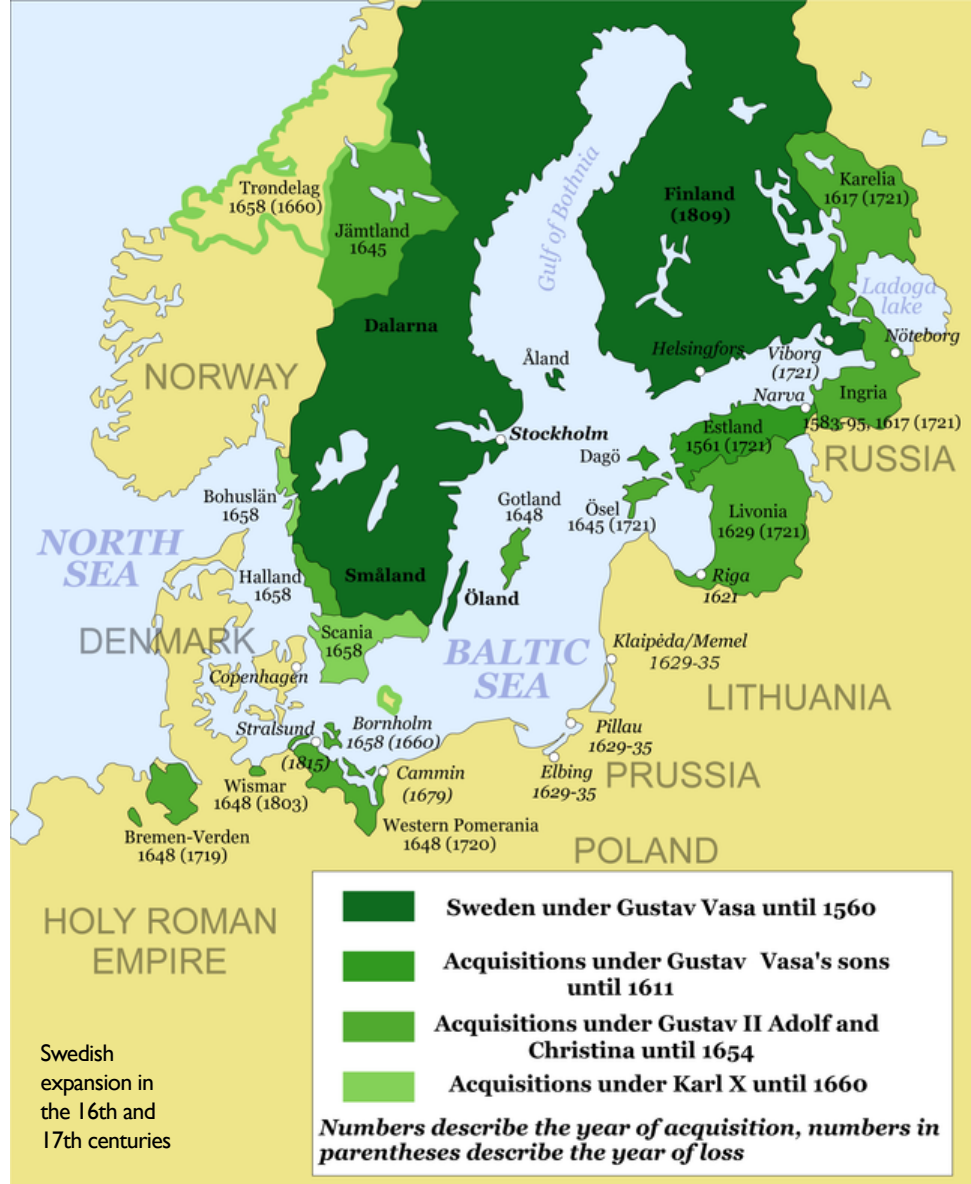 Trøndelag
1658 (1660)
Jämtland
1645
Gulf of Bothnia
Finland
(1809)
Karelia
1617 (1721)
Ladoga
lake
Dalarna
NORWAY
Åland
Helsingfors
Viborg
(1721)
Nöteborg
Narva
Ingria
1583-95, 1617 (1721)
Estland
1561 (1721)
RUSSIA
Stockholm
Dagö
Bohuslän
1658
Gotland
1648
Ösel
1645 (1721)
Livonia
1629 (1721)
NORTH
SEA
Halland
1658
Småland
Öland
Riga
1621
DENMARK
Scania
1658
BALTIC
SEA
Klaipėda/Memel
1629-35
Copenhagen
LITHUANIA
Stralsund
(1815)
Bornholm
1658 (1660)
Pillau
1629-35
Elbing
1629-35
PRUSSIA
Wismar
1648 (1803)
Cammin
(1679)
Bremen-Verden
1648 (1719)
Western Pomerania
1648 (1720)
POLAND
HOLY ROMAN
EMPIRE
Sweden under Gustav Vasa until 1560
Acquisitions under Gustav Vasa's sons
until 1611
Acquisitions under Gustav II Adolf and
Christina until 1654
Acquisitions under Karl X until 1660
Numbers describe the year of acquisition, numbers in
parentheses describe the year of loss
Swedish
expansion in
the 16th and
17th centuries